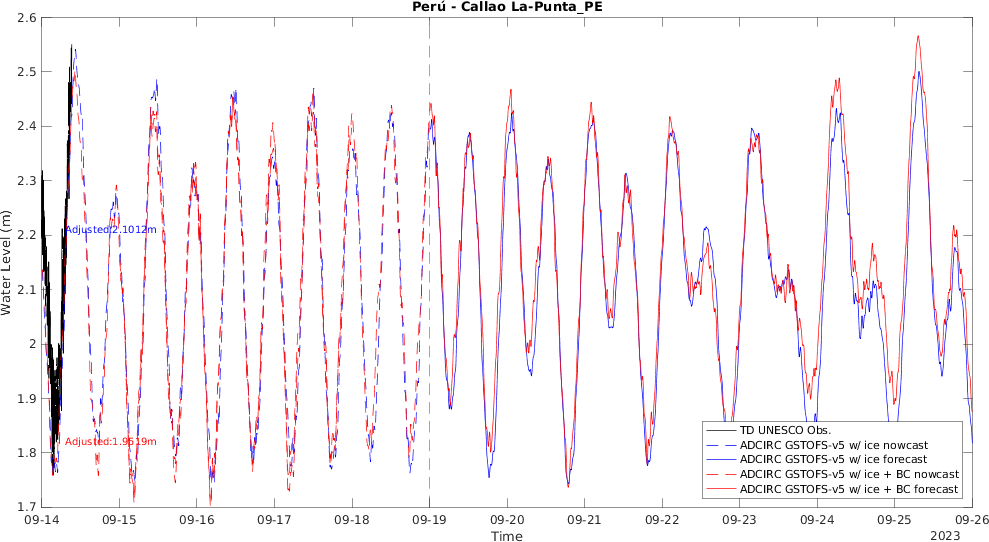 Perú - Callao La-Punta_PE
2.6
2.5
2.4
2.3
2.2
2.1
2
1.9
1.8
1.7
Water Level (m)
Adjusted:2.1012m
Adjusted:1.9519m
TD UNESCO Obs.
ADCIRC GSTOFS-v5 w/ ice nowcast
ADCIRC GSTOFS-v5 w/ ice forecast
ADCIRC GSTOFS-v5 w/ ice + BC nowcast
ADCIRC GSTOFS-v5 w/ ice + BC forecast
09-14 09-15 09-16 09-17 09-18 09-19 09-20 09-21 09-22 09-23 09-24 09-25 09-26
Time
2023